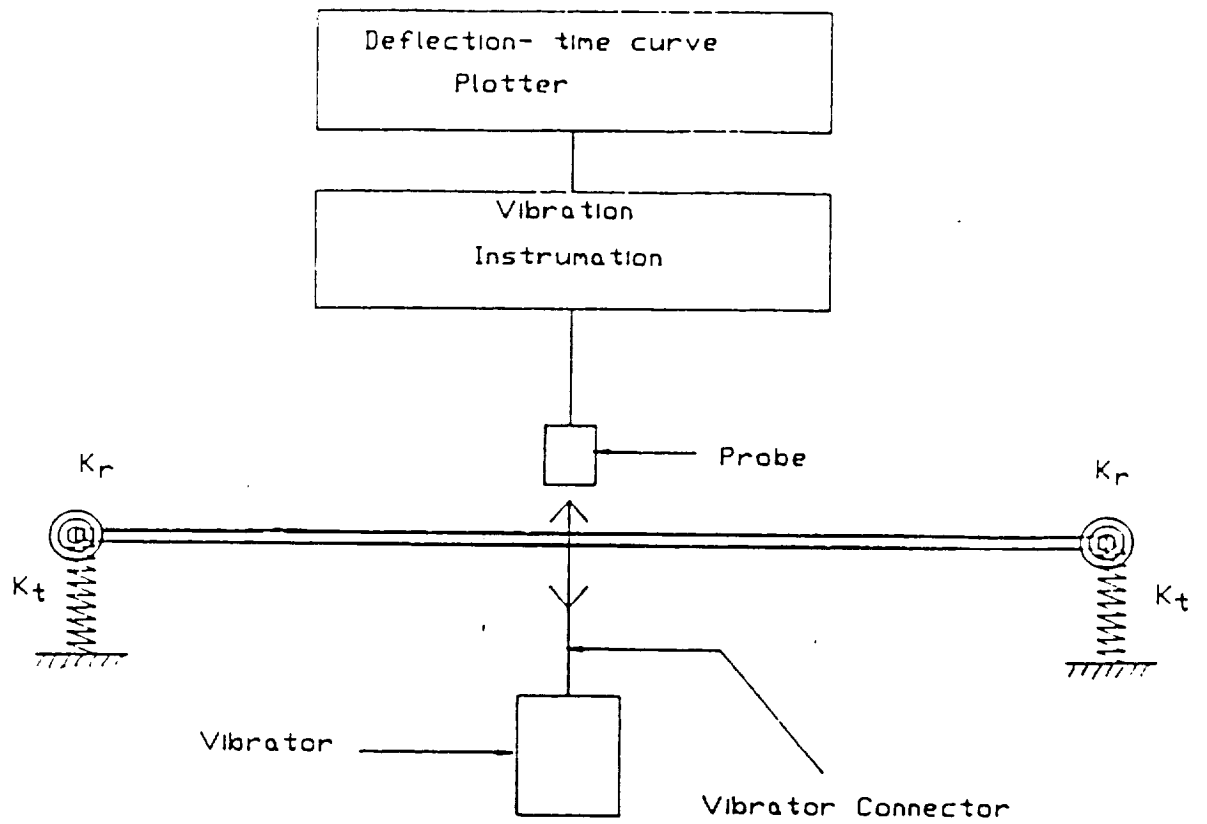 Deflection- time curve
Plotter
Vibration
Instrumation
Probe
Kr
Kr
Kt
Kt
Vibrator
Vibrator Connector